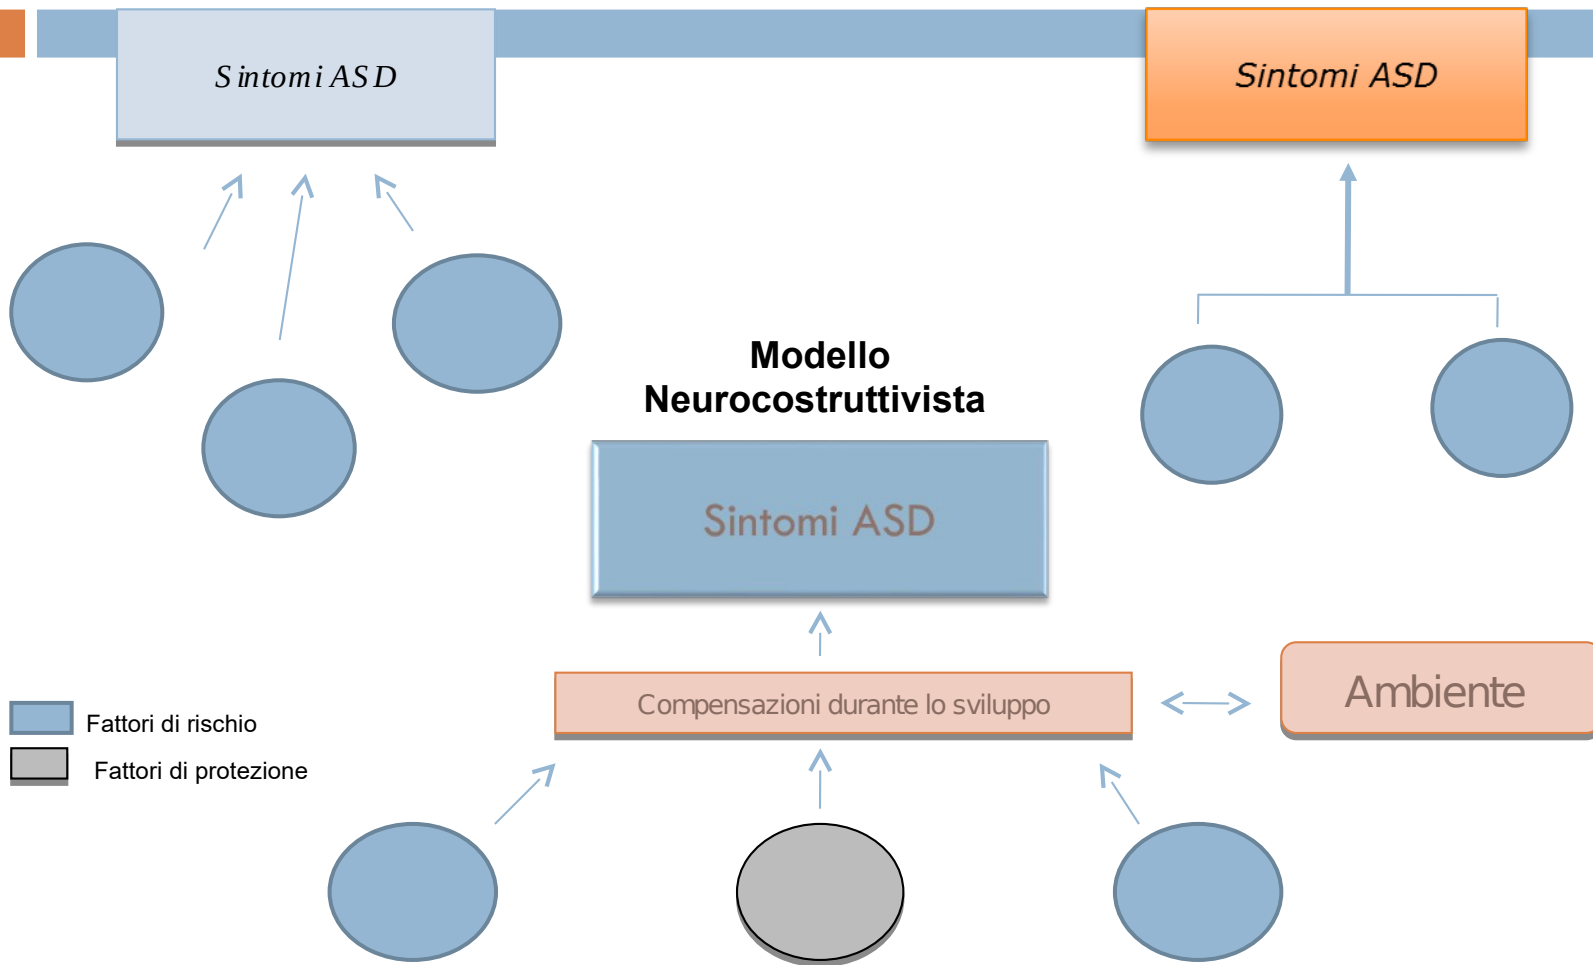 Sintomi ASD
Sintomi ASD
Modello
Neurocostruttivista
Sintomi ASD
Compensazioni durante lo sviluppo
Ambiente
Fattori di rischio
Fattori di protezione